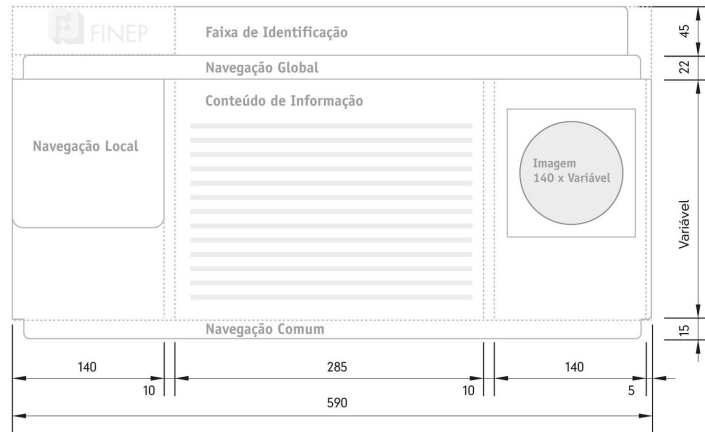 FINEP
Faixa de Identificação
45
Navegação Global
22
Conteúdo de Informação
Navegação Local
Imagem
140 x Variável
Variável
Navegação Comum
15
140
285
140
10
10
5
590